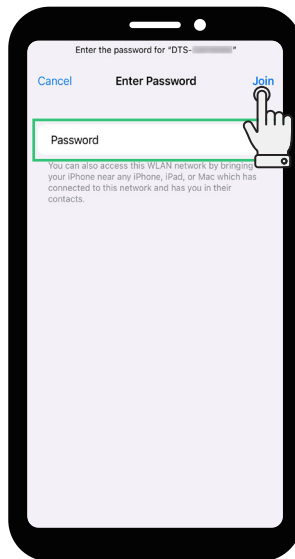 Enter the password for “DTS- ”
Cancel Enter Password Join
Password
You can also access this WLAN network by bringing
your iPhone near any iPhone, iPad, or Mac which has
connected to this network and has you in their
contacts.